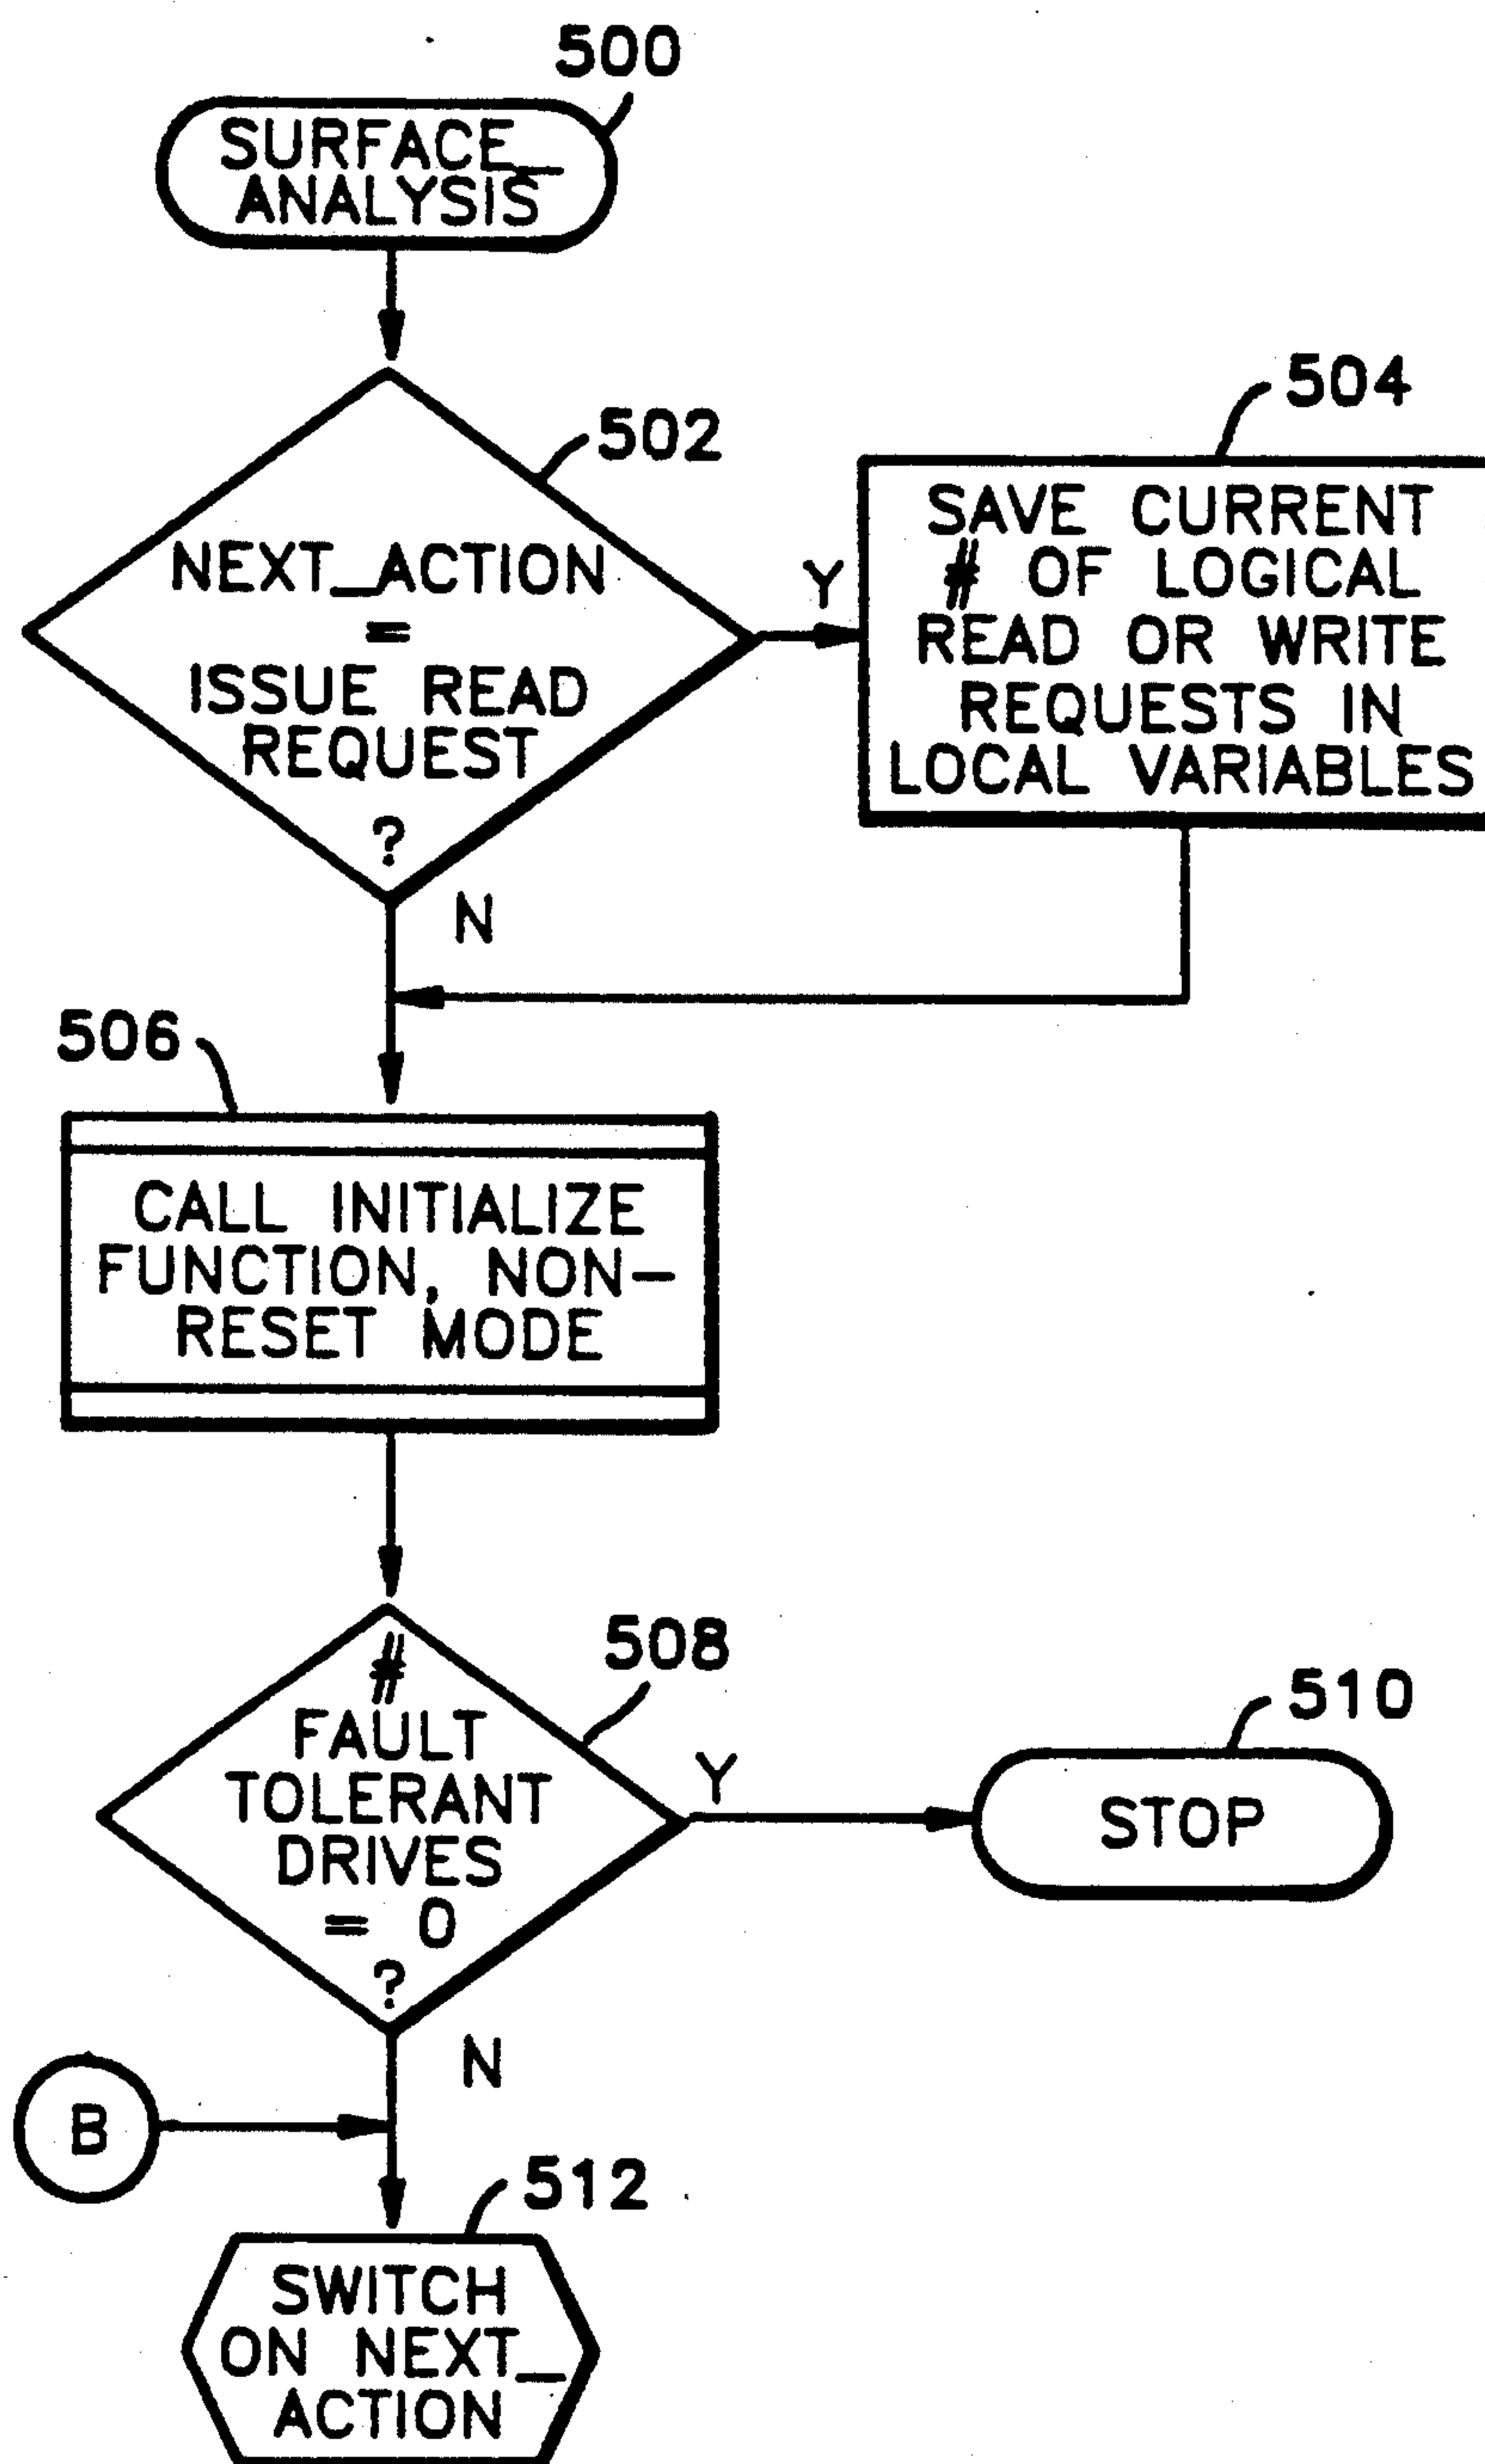 500
SURFACE_
ANALYSIS
502
NEXT_ACTION
=
ISSUE READ
REQUEST
?
Y
N
504
SAVE CURRENT
# OF LOGICAL
READ OR WRITE
REQUESTS IN
LOCAL VARIABLES
506
CALL INITIALIZE
FUNCTION, NON-
RESET MODE
508
#
FAULT
TOLERANT
DRIVES
= 0
?
Y
510
STOP
N
B
512
SWITCH
ON NEXT_
ACTION